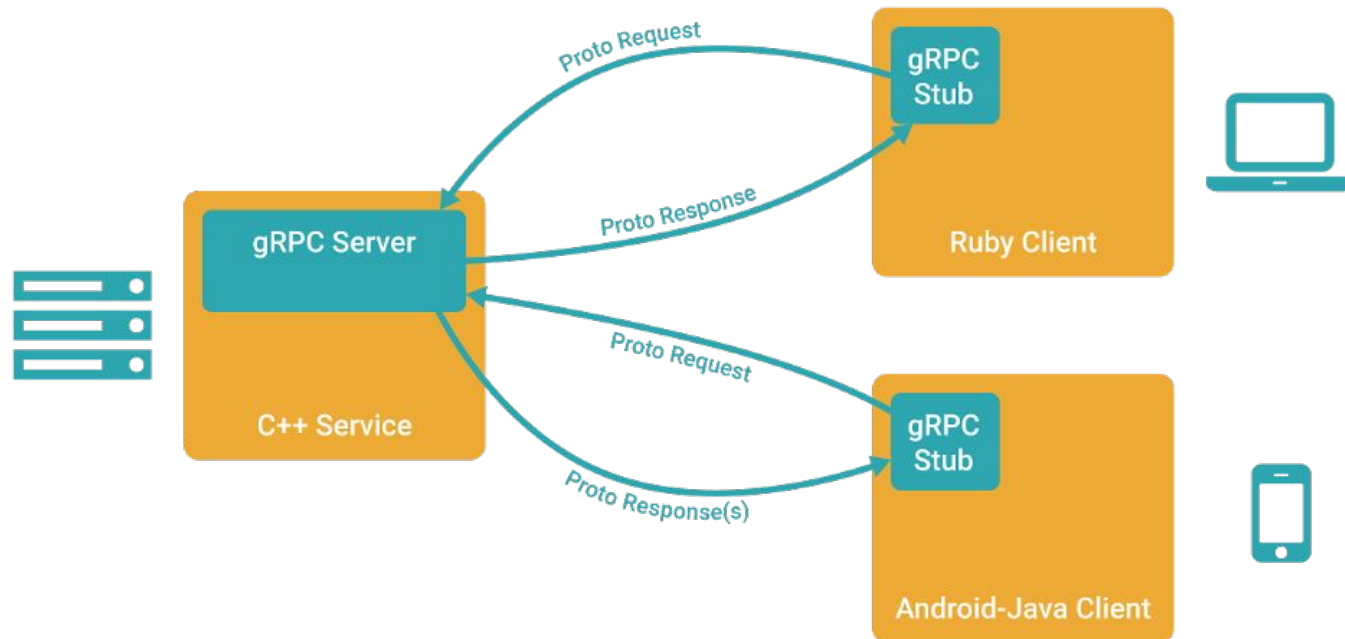 Proto Request
gRPC
Stub
Proto Response
Ruby Client
gRPC Server
C++ Service
Proto Request
gRPC
Stub
Proto Response(s)
Android-Java Client